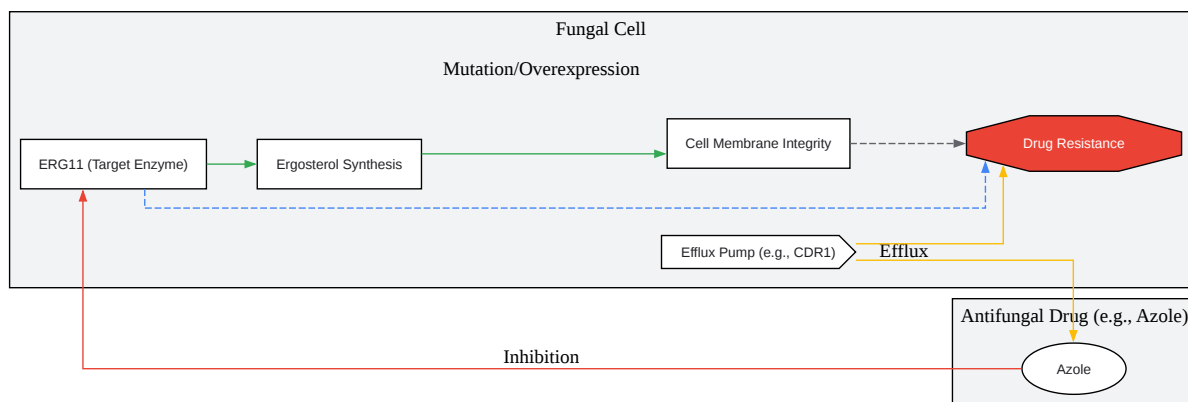 Fungal Cell
Mutation/Overexpression
ERG11 (Target Enzyme)
Ergosterol Synthesis
Cell Membrane Integrity
Drug Resistance
Efflux Pump (e.g., CDR1)
Efflux
Antifungal Drug (e.g., Azole)
Inhibition
Azole